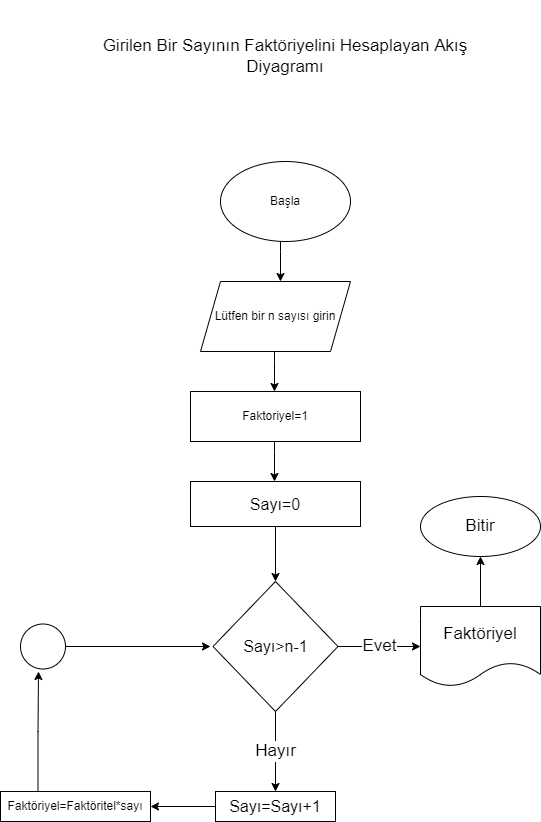 Girilen Bir Sayının Faktöriyelini Hesaplayan Akış
Diyagramı
Başla
Lütfen bir n sayısı girin
Faktoriyel=1
Sayı=0
Bitir
Sayı>n-1
Evet
Faktöriyel
Hayır
Sayı=Sayı+1
Faktöriyel=Faktöritel*sayı